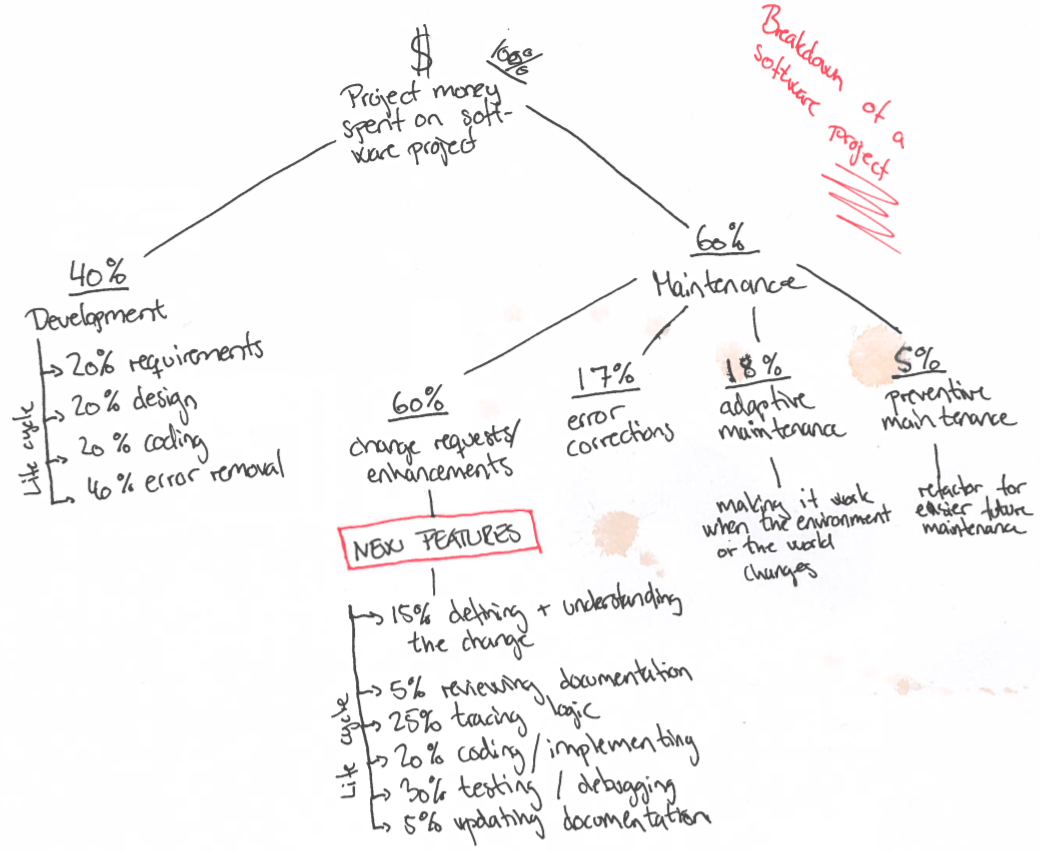 $ 100%
Project money
spent on soft-
ware project
Breakdown of a
software
project
40%
Development
Life cycle
20% requirements
20% design
20% coding
40% error removal
60%
Maintenance
60%
change requests/
enhancements
NEW FEATURES
Life cycle
15% defining + understanding
the change
5% reviewing documentation
25% tracing logic
20% coding / implementing
30% testing / debugging
5% updating documentation
17%
error
corrections
18%
adaptive
maintenance
making it work
when the environment
or the world
changes
5%
preventive
maintenance
refactor for
easier future
maintenance